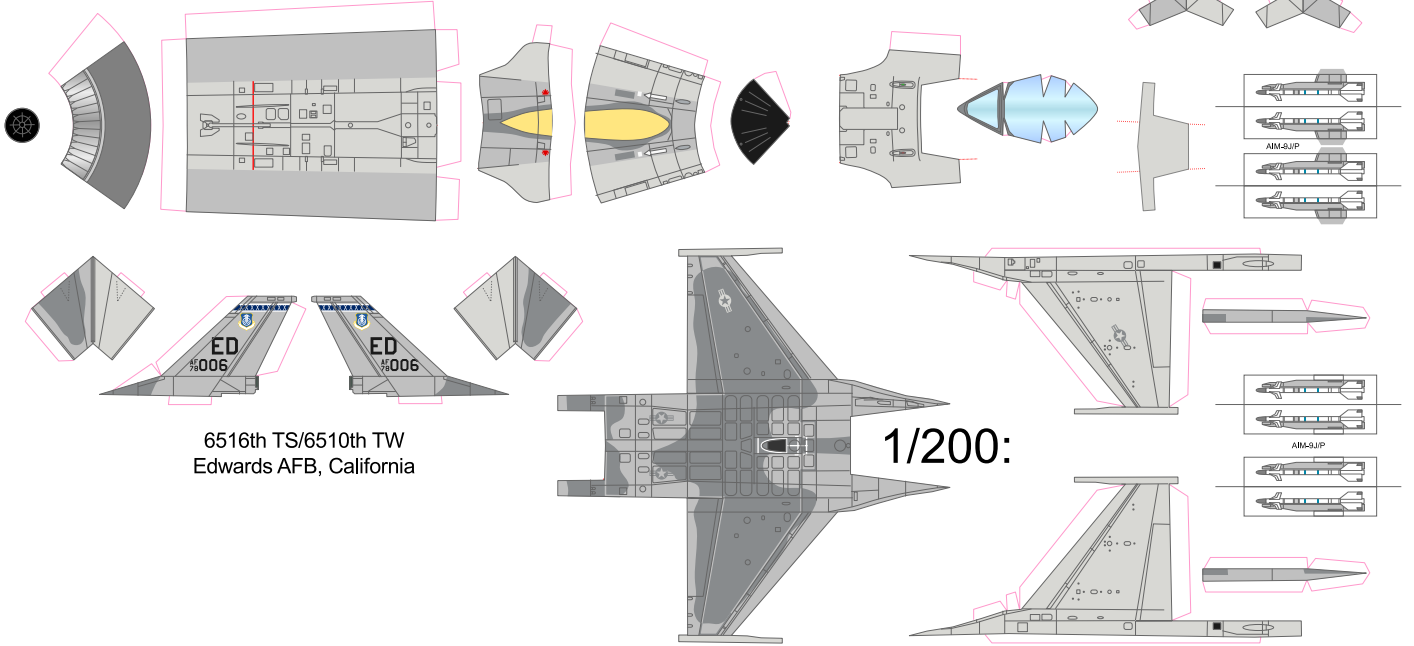 AIM-9J/P
ED
AF
78 006
ED
AF
78 006
6516th TS/6510th TW
Edwards AFB, California
1/200:
AIM-9J/P